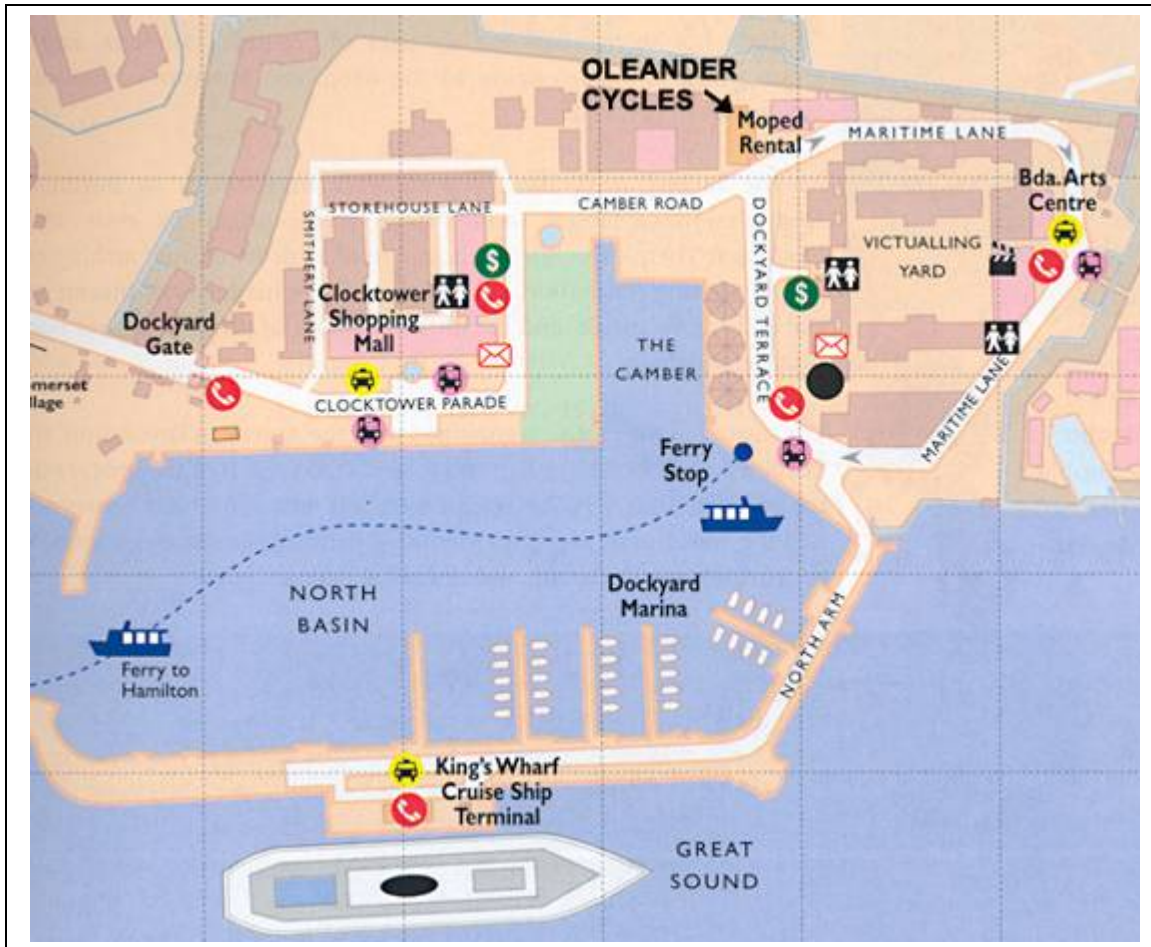 OLEANDER
CYCLES
Moped
Rental
MARITIME LANE
Bda. Arts
Centre
STOREHOUSE LANE
CAMBER ROAD
SMITHERY LANE
DOCKYARD TERRACE
VICTUALLING
YARD
$
$
Clocktower
Shopping
Mall
Dockyard
Gate
THE
CAMBER
CLOCKTOWER PARADE
MARITIME LANE
Ferry
Stop
NORTH
BASIN
Dockyard
Marina
NORTH ARM
Ferry to
Hamilton
King's Wharf
Cruise Ship
Terminal
GREAT
SOUND